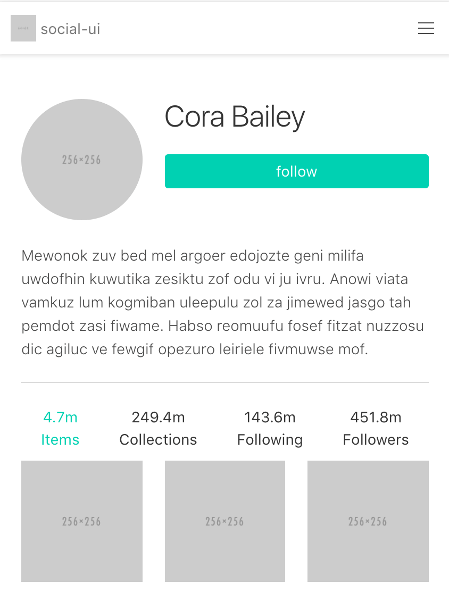 social-ui
Cora Bailey
256×256
follow
Mewonok zuv bed mel argoer edojozte geni milifa
uwdofhin kuwutika zesiktu zof odu vi ju ivru. Anowi viata
vamkuz lum kogmiban uleepulu zol za jimewed jasgo tah
pemdot zasi fiwame. Habso reomuufu fosef fitzat nuzzosu
dic agiluc ve fewgif opezuro leiriele fivmuwse mof.
4.7m 249.4m 143.6m 451.8m
Items Collections Following Followers
256×256 256×256 256×256